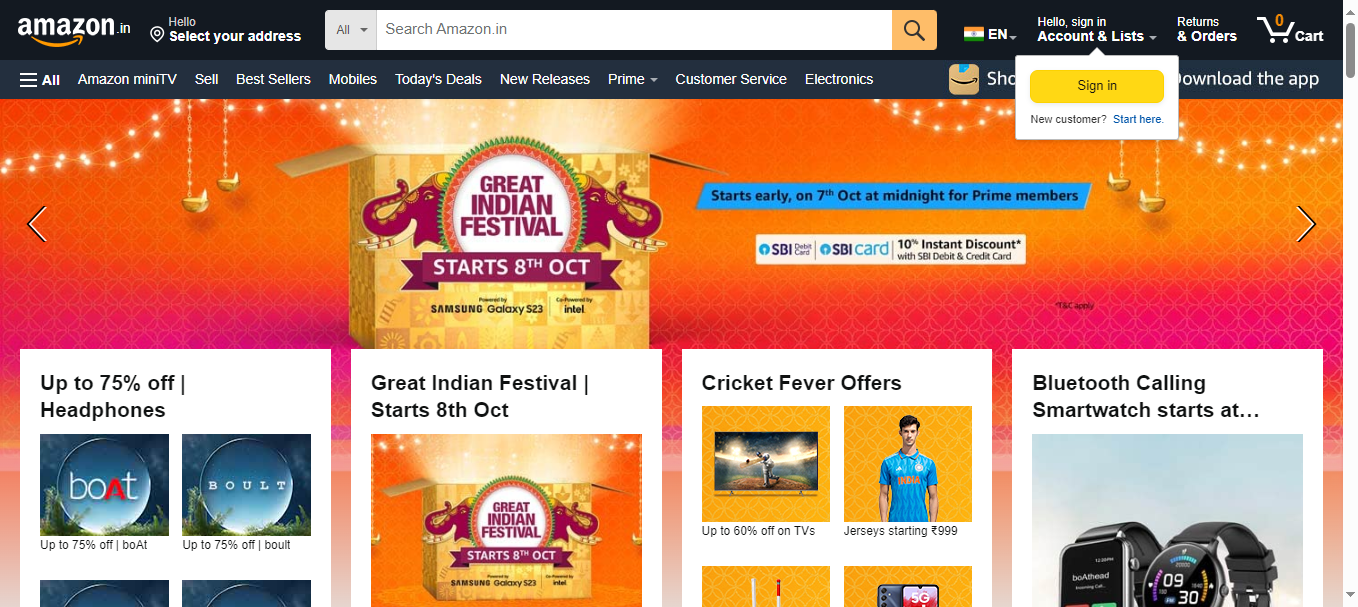 amazon.in
Hello
Select your address
All
Search Amazon.in
EN
Hello, sign in
Account & Lists
Returns
& Orders
0
Cart
All
Amazon miniTV
Sell
Best Sellers
Mobiles
Today's Deals
New Releases
Prime
Customer Service
Electronics
Sho
Download the app
Sign in
New customer? Start here.
GREAT
INDIAN
FESTIVAL
STARTS 8TH OCT
Powered by
SAMSUNG Galaxy S23
Co-Powered by
intel.
Starts early, on 7th Oct at midnight for Prime members
SBI Debit Card
SBI card
10% Instant Discount*
with SBI Debit & Credit Card
*T&C apply
Up to 75% off |
Headphones
boAt
BOULT
Up to 75% off | boAt
Up to 75% off | boult
Great Indian Festival |
Starts 8th Oct
GREAT
INDIAN
FESTIVAL
STARTS 8TH OCT
Powered by
SAMSUNG Galaxy S23
Co-Powered by
intel.
Cricket Fever Offers
INDIA
Up to 60% off on TVs
Jerseys starting ₹999
5G
Bluetooth Calling
Smartwatch starts at…
boAthead
Incoming Call...
09
30